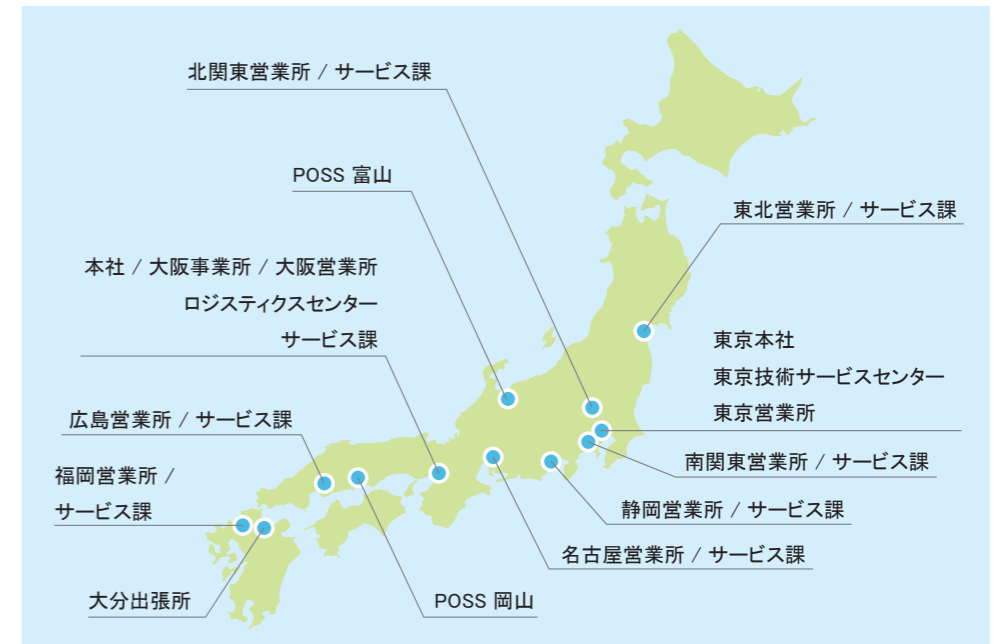 北関東営業所 / サービス課
POSS 富山
東北営業所 / サービス課
本社 / 大阪事業所 / 大阪営業所
ロジスティクスセンター
サービス課
東京本社
東京技術サービスセンター
東京営業所
広島営業所 / サービス課
南関東営業所 / サービス課
福岡営業所 /
サービス課
静岡営業所 / サービス課
名古屋営業所 / サービス課
大分出張所
POSS 岡山